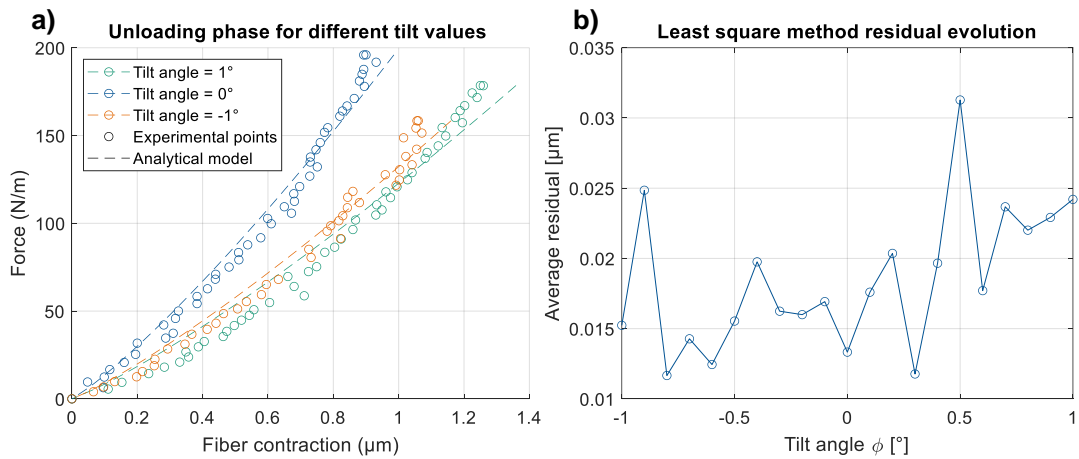 a)
Unloading phase for different tilt values
200
150
100
50
0
Force (N/m)
Tilt angle = 1°
Tilt angle = 0°
Tilt angle = -1°
Experimental points
Analytical model
0
0.2
0.4
0.6
0.8
1
1.2
1.4
Fiber contraction (μm)
b)
Least square method residual evolution
0.035
0.03
0.025
0.02
0.015
0.01
Average residual [μm]
-1
-0.5
0
0.5
1
Tilt angle ϕ [°]